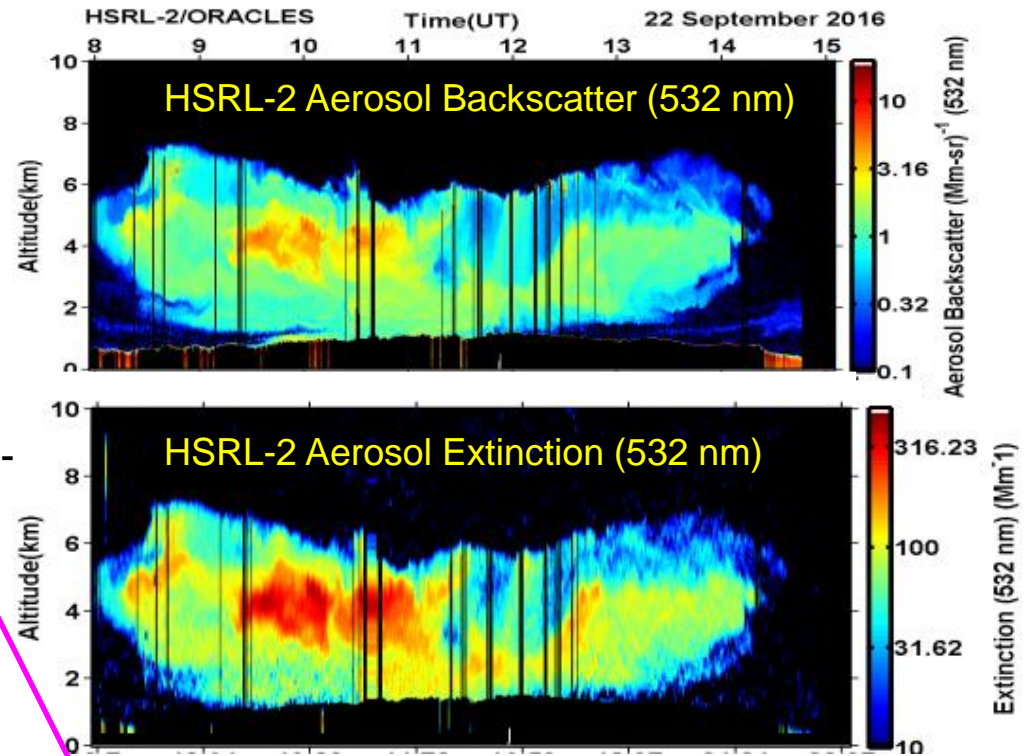 HSRL-2/ORACLES Time(UT) 22 September 2016
8 9 10 11 12 13 14 15
HSRL-2 Aerosol Backscatter (532 nm)
10
8
6
4
2
0
Altitude(km)
10
3.16
1
0.32
0.1
Aerosol Backscatter (Mm-sr)-1 (532 nm)
-
HSRL-2 Aerosol Extinction (532 nm)
10
8
6
4
2
0
Altitude(km)
316.23
100
31.62
10
Extinction (532 nm) (Mm-1)